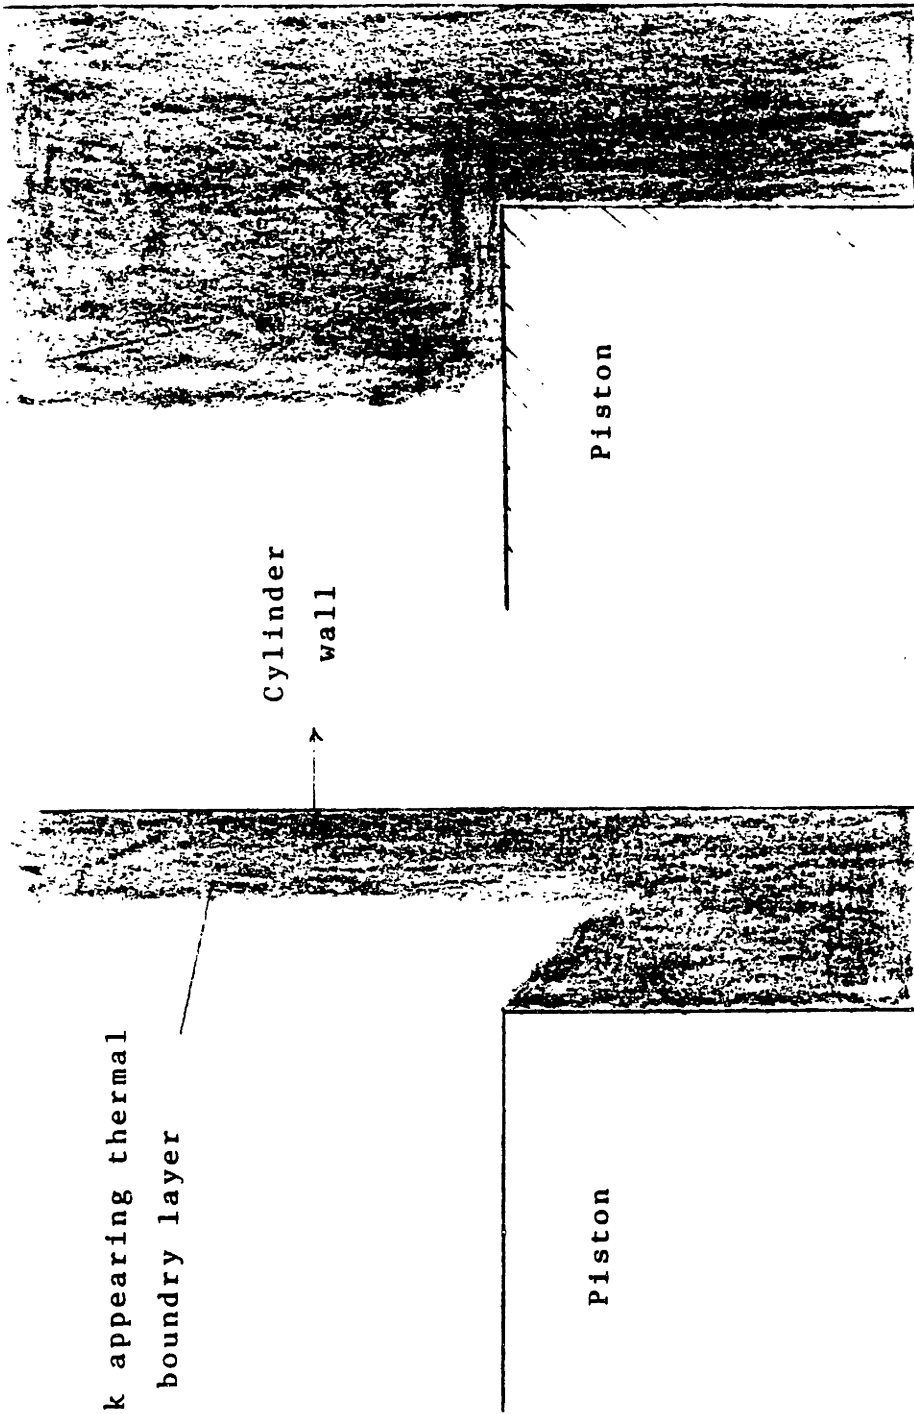 k appearing thermal
boundry layer
Cylinder
wall
Piston
Piston